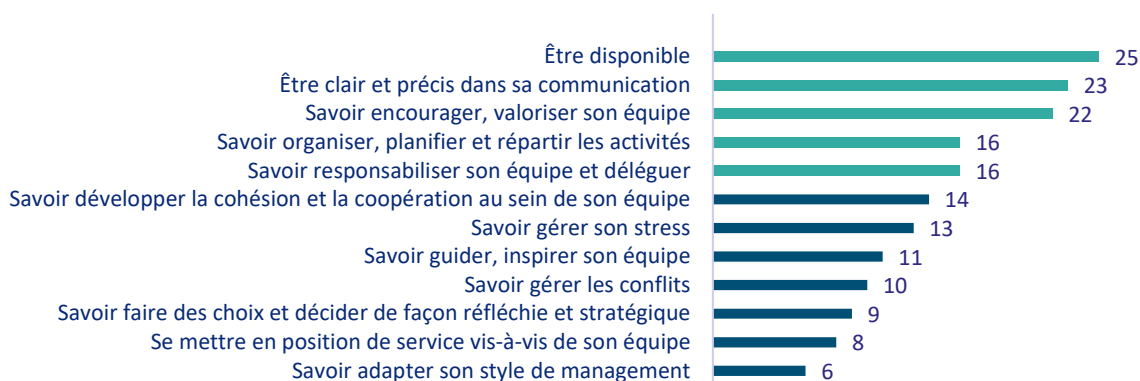 Être disponible 25
Être clair et précis dans sa communication 23
Savoir encourager, valoriser son équipe 22
Savoir organiser, planifier et répartir les activités 16
Savoir responsabiliser son équipe et déléguer 16
Savoir développer la cohésion et la coopération au sein de son équipe 14
Savoir gérer son stress 13
Savoir guider, inspirer son équipe 11
Savoir gérer les conflits 10
Savoir faire des choix et décider de façon réfléchie et stratégique 9
Se mettre en position de service vis-à-vis de son équipe 8
Savoir adapter son style de management 6